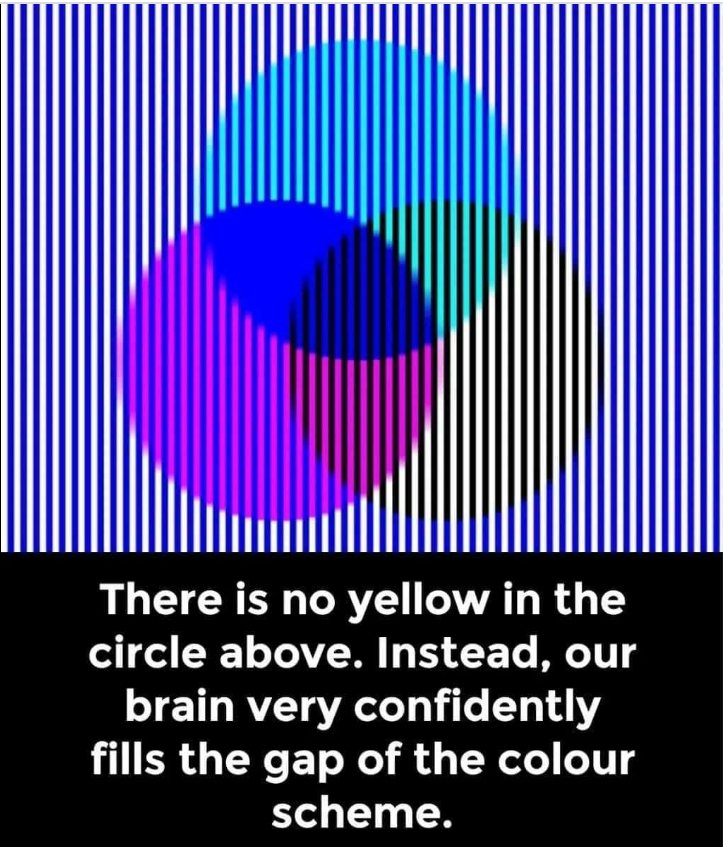 There is no yellow in the
circle above. Instead, our
brain very confidently
fills the gap of the colour
scheme.